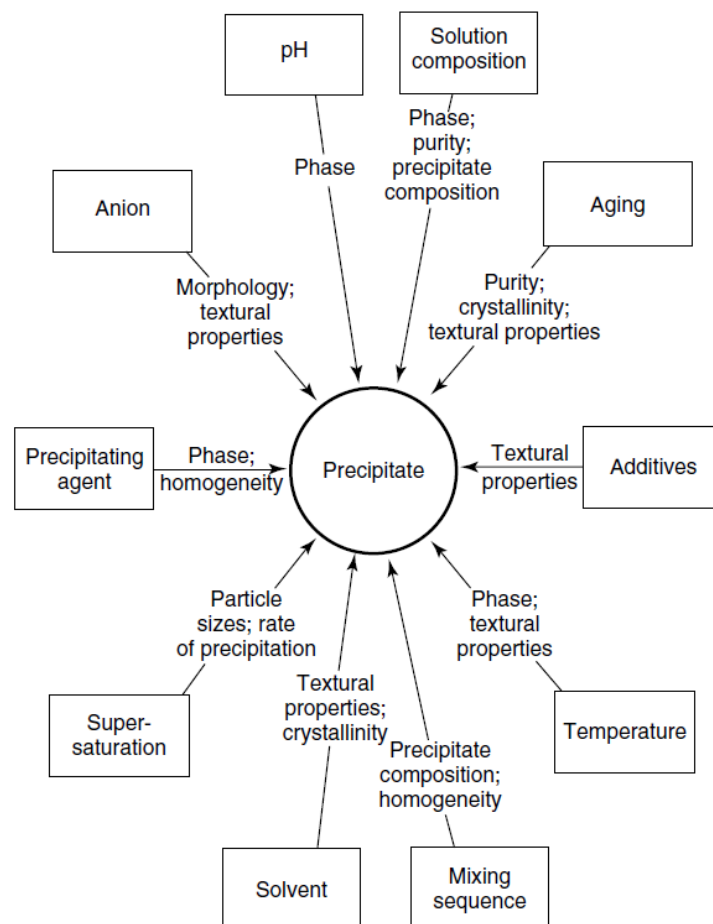 pH
Solution
composition
Phase
Phase;
purity;
precipitate
composition
Anion
Aging
Morphology;
textural
properties
Purity;
crystallinity;
textural properties
Precipitating
agent
Phase;
homogeneity
Precipitate
Textural
properties
Additives
Particle
sizes; rate
of precipitation
Phase;
textural
properties
Super-
saturation
Textural
properties;
crystallinity
Precipitate
composition;
homogeneity
Temperature
Solvent
Mixing
sequence